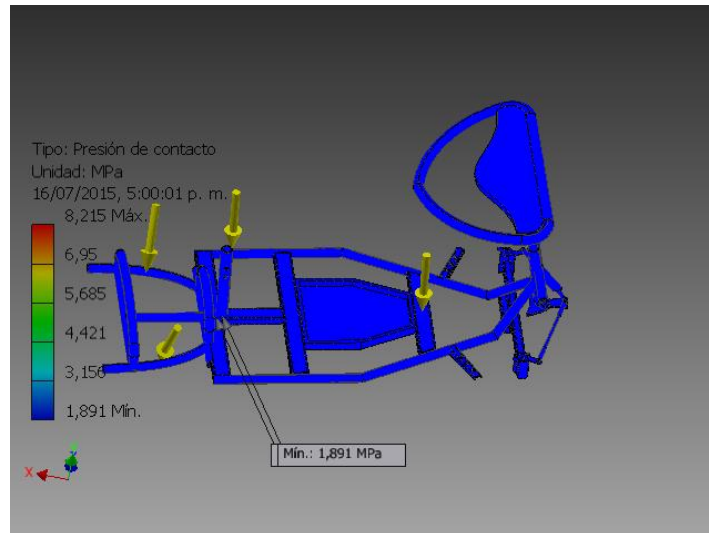 Tipo: Presión de contacto
Unidad: MPa
16/07/2015, 5:00:01 p. m.
8,215 Máx.
6,95
5,685
4,421
3,156
1,891 Mín.
Mín.: 1,891 MPa
X